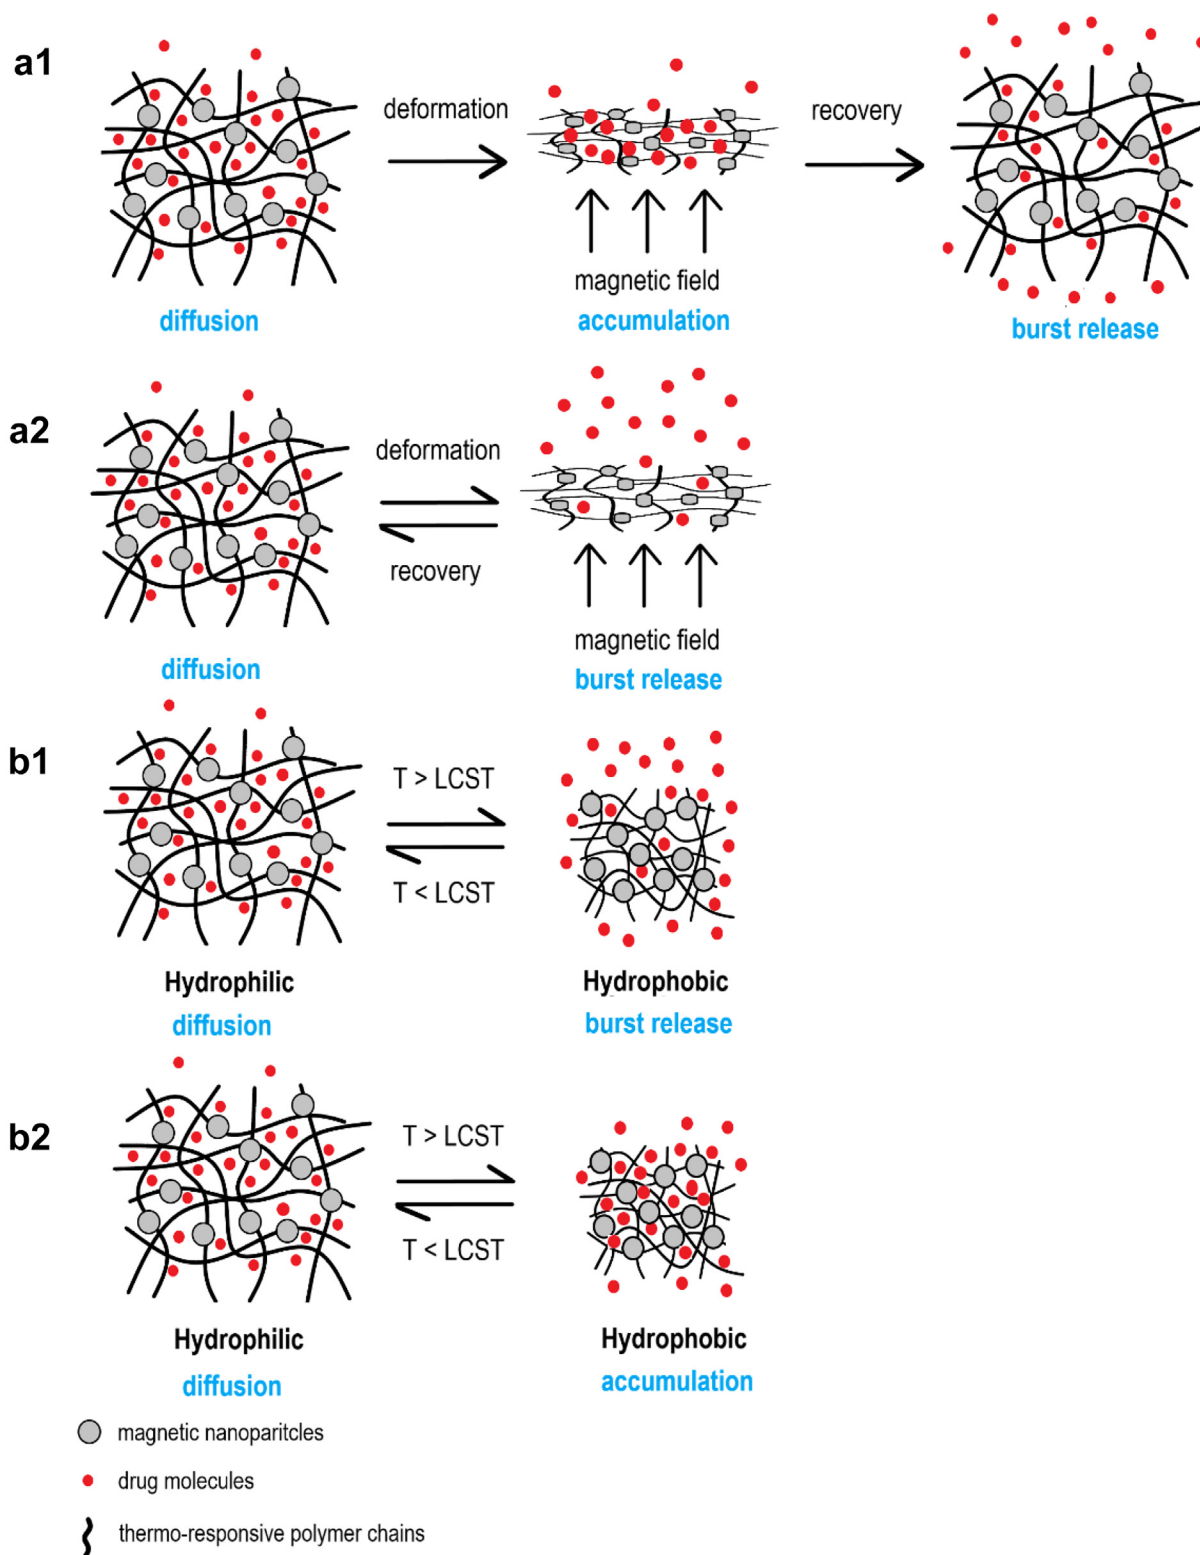 a1
deformation
recovery
magnetic field
diffusion
accumulation
burst release
a2
deformation
recovery
magnetic field
diffusion
burst release
b1
T > LCST
T < LCST
Hydrophilic
Hydrophobic
diffusion
burst release
b2
T > LCST
T < LCST
Hydrophilic
Hydrophobic
diffusion
accumulation
magnetic nanoparitcles
drug molecules
thermo-responsive polymer chains